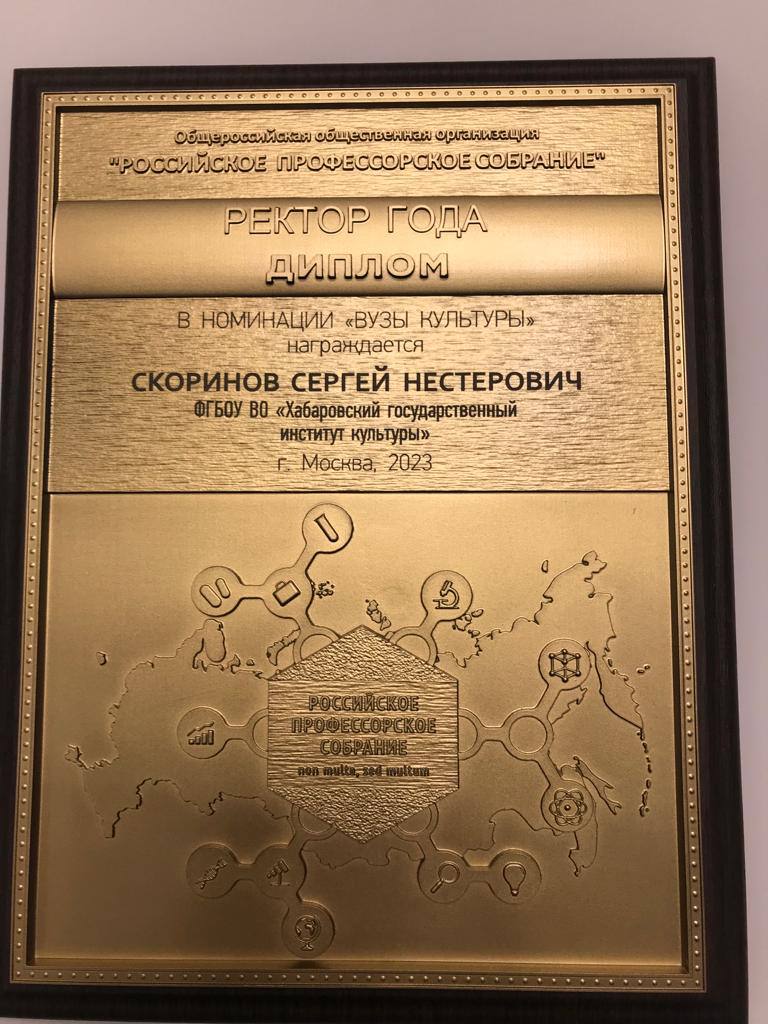 Общероссийская общественная организация
"РОССИЙСКОЕ ПРОФЕССОРСКОЕ СОБРАНИЕ"
РЕКТОР ГОДА
ДИПЛОМ
В НОМИНАЦИИ «ВУЗЫ КУЛЬТУРЫ»
награждается
СКОРИНОВ СЕРГЕЙ НЕСТЕРОВИЧ
ФГБОУ ВО «Хабаровский государственный
институт культуры»
г. Москва, 2023
РОССИЙСКОЕ
ПРОФЕССОРСКОЕ
СОБРАНИЕ
non multa, sed multum